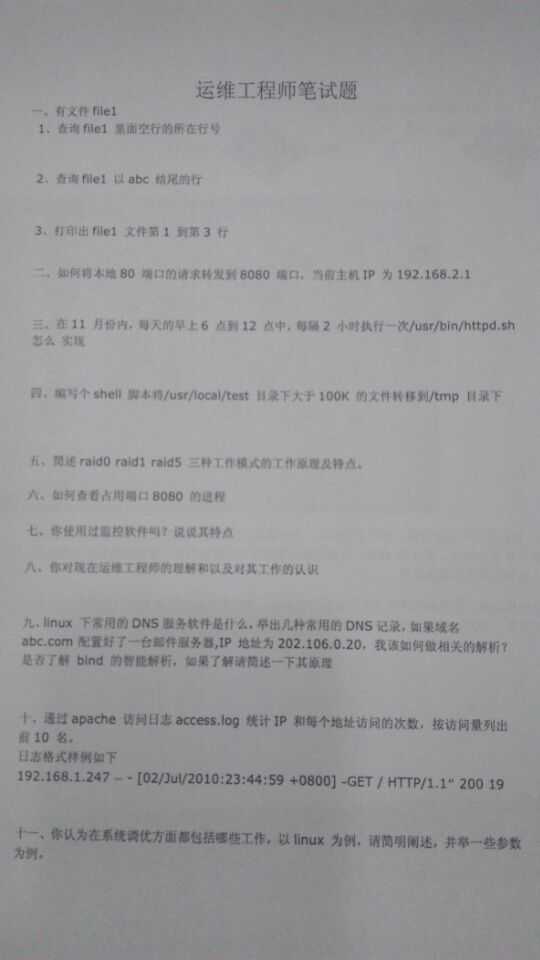 运维工程师笔试题
一、有文件 file1
1、查询 file1 里面空行的所在行号
2、查询 file1 以 abc 结尾的行
3、打印出 file1 文件第 1 到第 3 行
二、如何将本地 80 端口的请求转发到 8080 端口，当前主机 IP 为 192.168.2.1
三、在 11 月份内，每天的早上 6 点到 12 点中，每隔 2 小时执行一次/usr/bin/httpd.sh
怎么 实现
四、编写个 shell 脚本将/usr/local/test 目录下大于 100K 的文件转移到/tmp 目录下
五、简述 raid0 raid1 raid5 三种工作模式的工作原理及特点。
六、如何查看占用端口 8080 的进程
七、你使用过监控软件吗？说说其特点
八、你对现在运维工程师的理解和以及对其工作的认识
九、linux 下常用的 DNS 服务软件是什么，举出几种常用的 DNS 记录，如果域名
abc.com 配置好了一台邮件服务器,IP 地址为 202.106.0.20，我该如何做相关的解析？
是否了解 bind 的智能解析，如果了解请简述一下其原理
十、通过 apache 访问日志 access.log 统计 IP 和每个地址访问的次数，按访问量列出
前 10 名。
日志格式样例如下
192.168.1.247 – - [02/Jul/2010:23:44:59 +0800] –GET / HTTP/1.1” 200 19
十一、你认为在系统调优方面都包括哪些工作，以 linux 为例，请简明阐述，并举一些参数
为例。